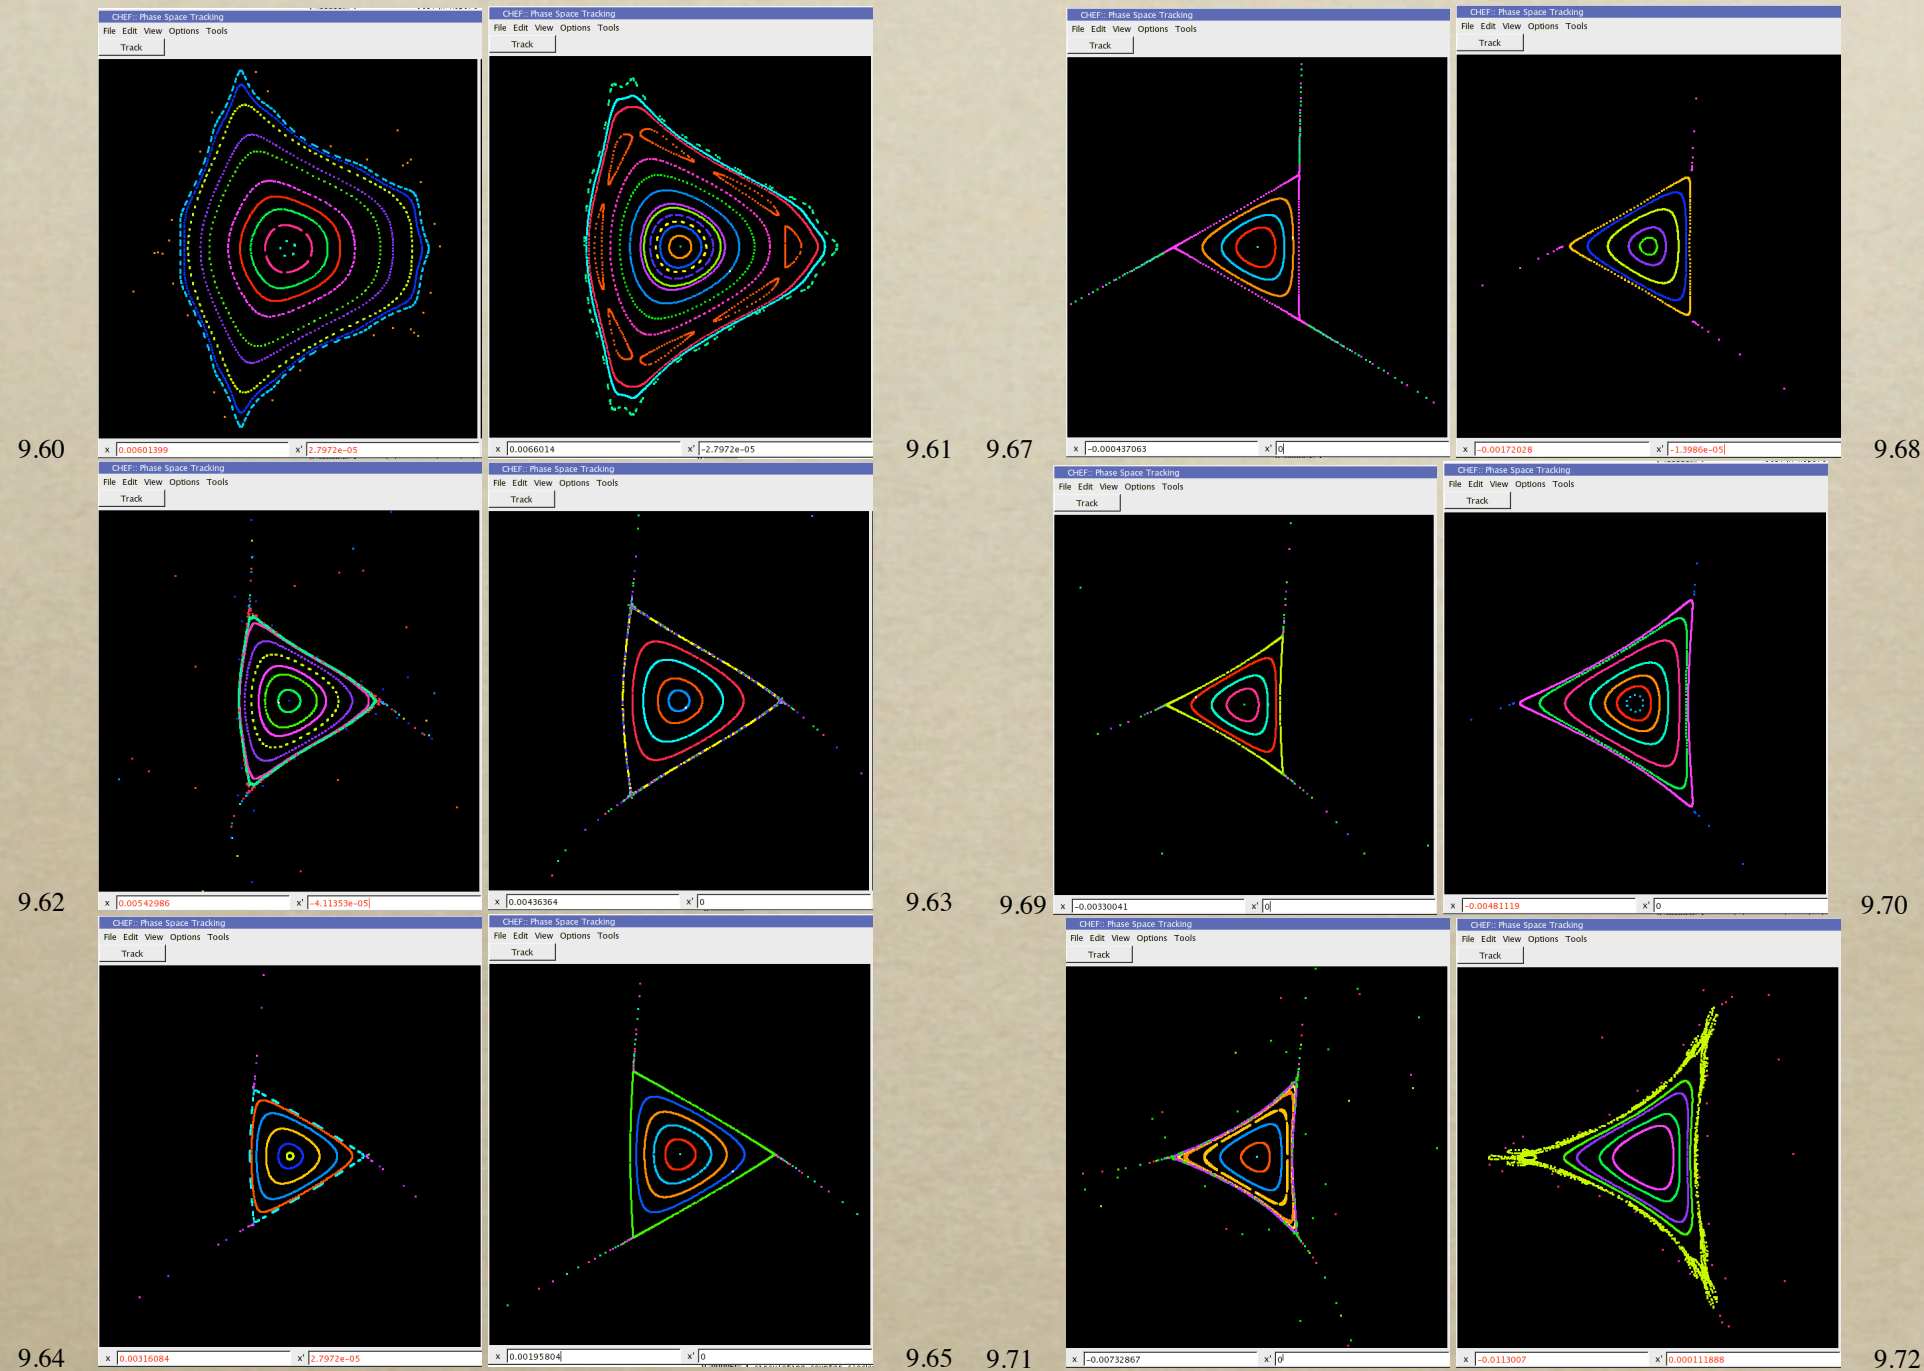 CHEF:: Phase Space Tracking
File Edit View Options Tools
Track
x 0.00601399 x' 2.7972e-05
9.60
CHEF:: Phase Space Tracking
File Edit View Options Tools
Track
x 0.0066014 x' -2.7972e-05
9.61
CHEF:: Phase Space Tracking
File Edit View Options Tools
Track
x -0.000437063 x' 0
9.67
CHEF:: Phase Space Tracking
File Edit View Options Tools
Track
x -0.00172028 x' -1.3986e-05
9.68
CHEF:: Phase Space Tracking
File Edit View Options Tools
Track
x 0.00542986 x' -4.11353e-05
9.62
CHEF:: Phase Space Tracking
File Edit View Options Tools
Track
x 0.00436364 x' 0
9.63
CHEF:: Phase Space Tracking
File Edit View Options Tools
Track
x -0.00330041 x' 0
9.69
CHEF:: Phase Space Tracking
File Edit View Options Tools
Track
x -0.00481119 x' 0
9.70
CHEF:: Phase Space Tracking
File Edit View Options Tools
Track
x 0.00316084 x' 2.7972e-05
9.64
CHEF:: Phase Space Tracking
File Edit View Options Tools
Track
x 0.00195804 x' 0
9.65
CHEF:: Phase Space Tracking
File Edit View Options Tools
Track
x -0.00732867 x' 0
9.71
CHEF:: Phase Space Tracking
File Edit View Options Tools
Track
x -0.0113007 x' 0.000111888
9.72